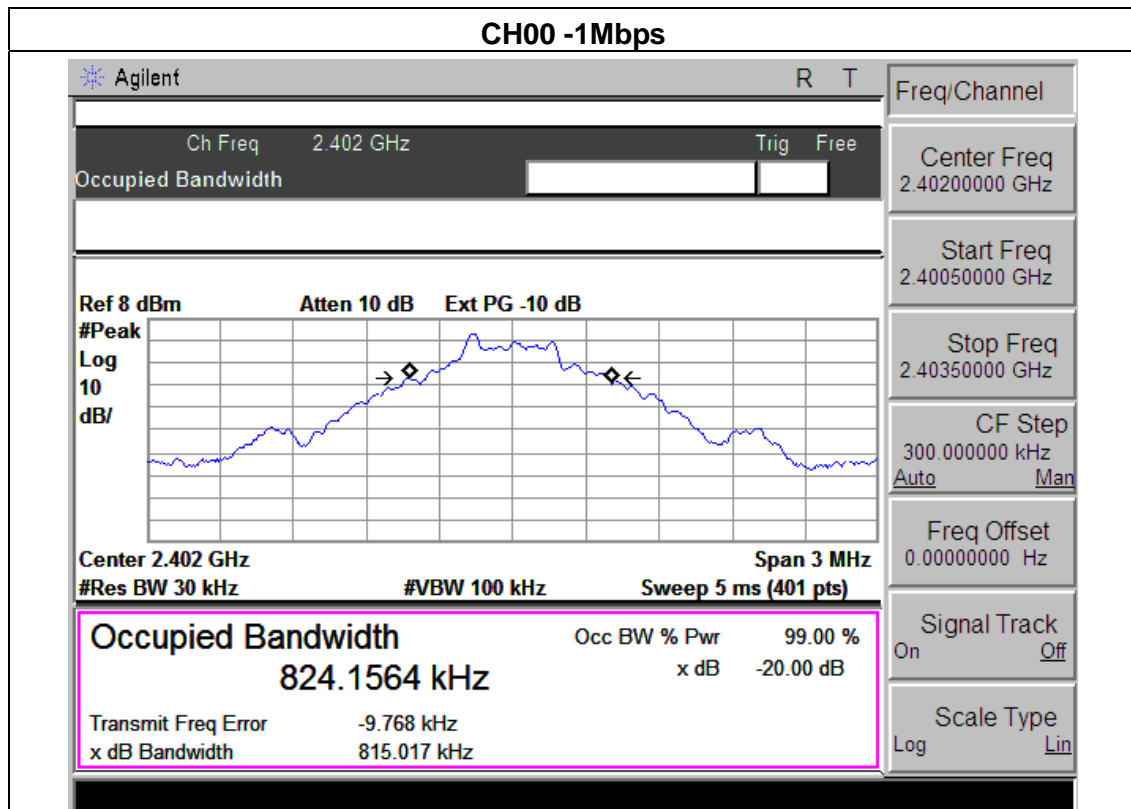 CH00 -1Mbps
Agilent R T
Ch Freq 2.402 GHz Trig Free
Occupied Bandwidth
Ref 8 dBm Atten 10 dB Ext PG -10 dB
#Peak
Log
10
dB/
Center 2.402 GHz Span 3 MHz
#Res BW 30 kHz #VBW 100 kHz Sweep 5 ms (401 pts)
Occupied Bandwidth Occ BW % Pwr 99.00 %
824.1564 kHz x dB -20.00 dB
Transmit Freq Error -9.768 kHz
x dB Bandwidth 815.017 kHz
Freq/Channel
Center Freq
2.40200000 GHz
Start Freq
2.40050000 GHz
Stop Freq
2.40350000 GHz
CF Step
300.000000 kHz
Auto Man
Freq Offset
0.00000000 Hz
Signal Track
On Off
Scale Type
Log Lin